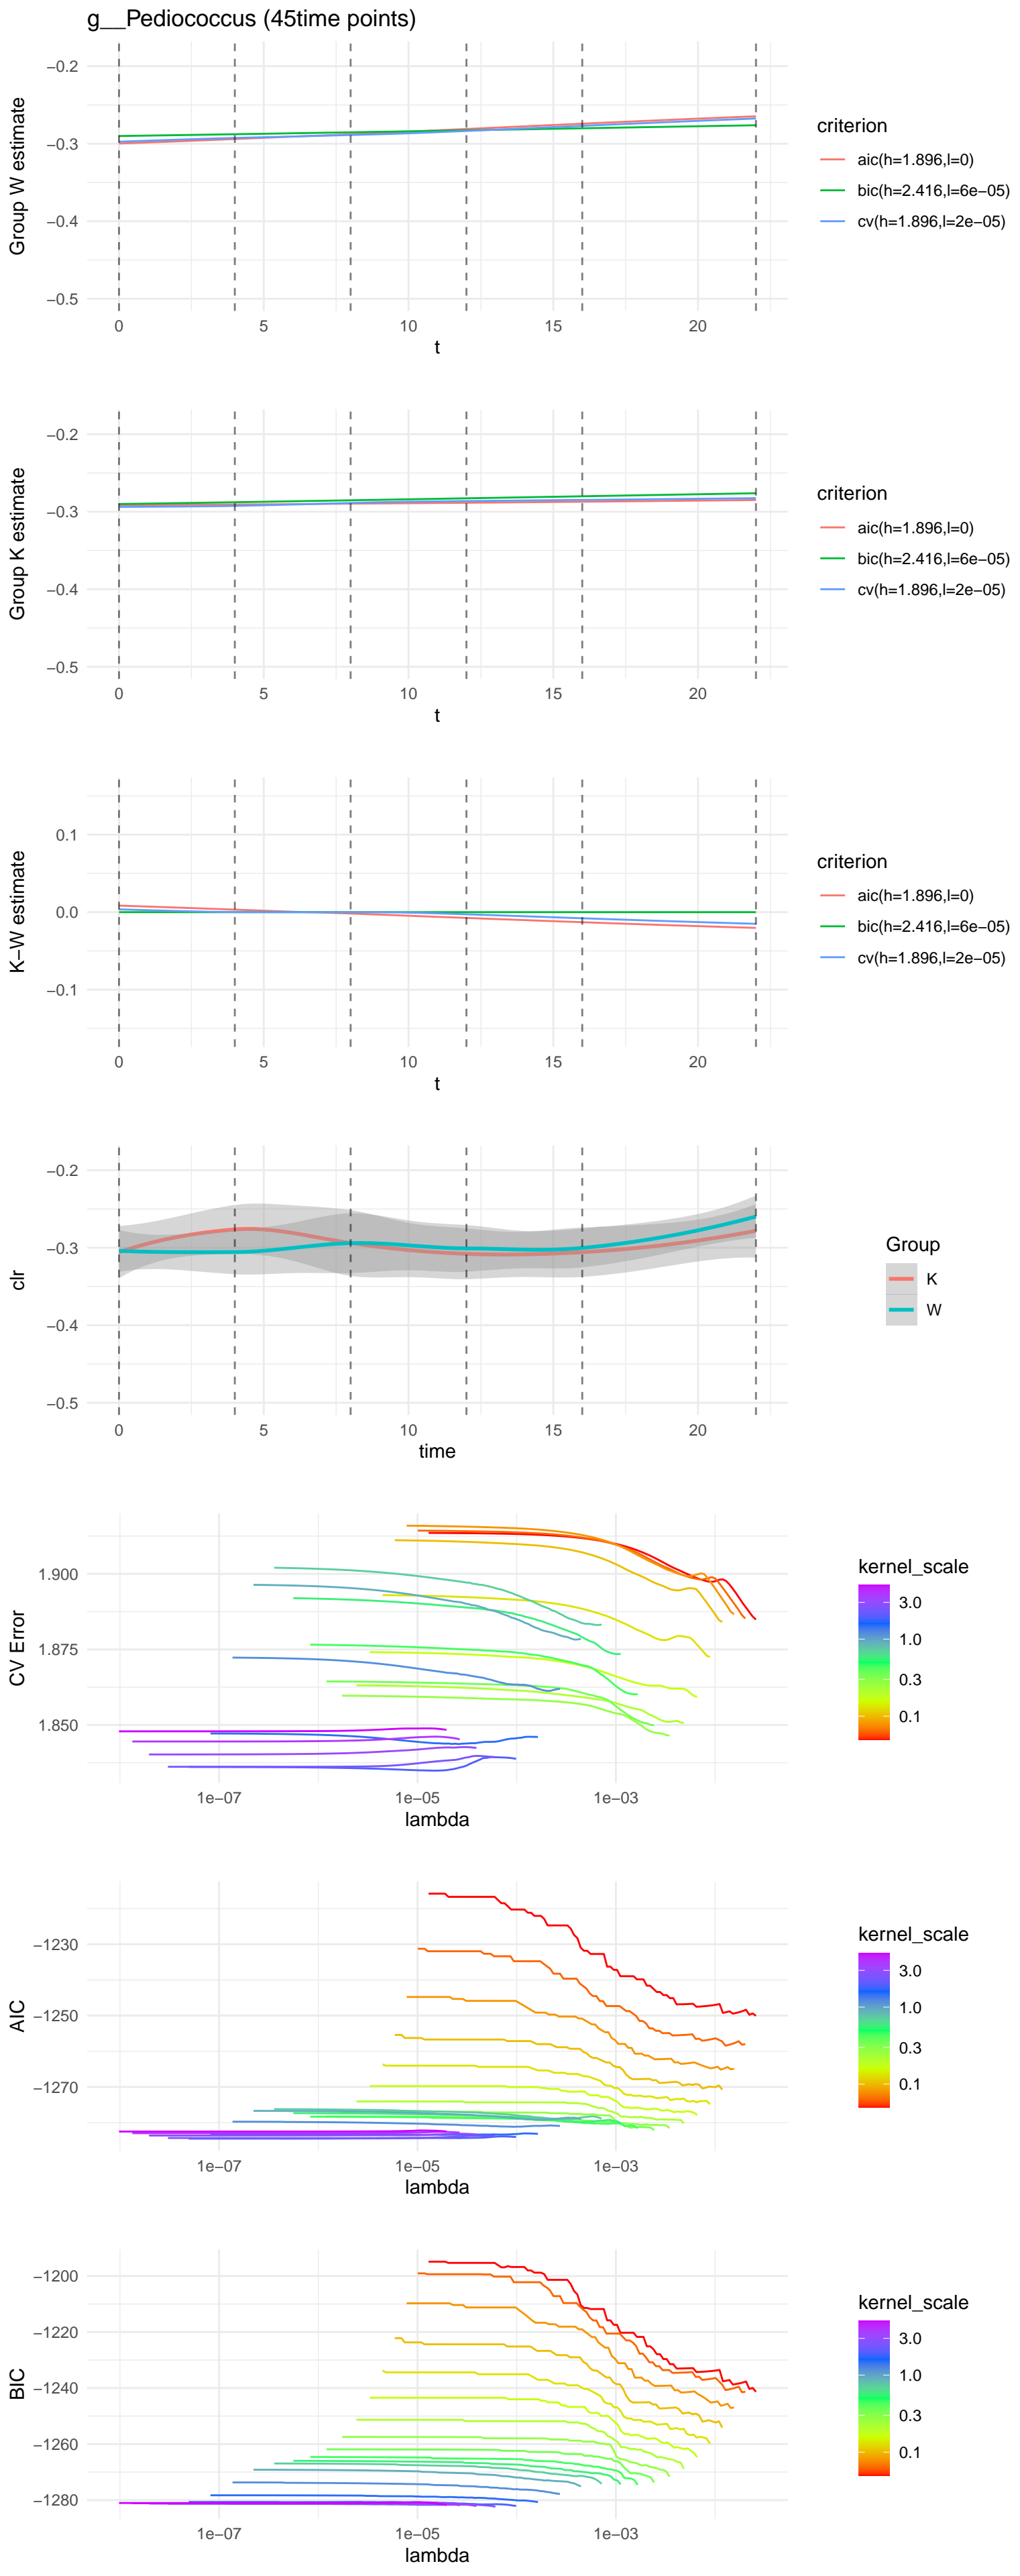 g__Pediococcus (45time points)
−0.2
−0.3
−0.4
−0.5
Group W estimate
0 5 10 15 20
t
criterion
aic(h=1.896,l=0)
bic(h=2.416,l=6e−05)
cv(h=1.896,l=2e−05)
−0.2
−0.3
−0.4
−0.5
Group K estimate
0 5 10 15 20
t
criterion
aic(h=1.896,l=0)
bic(h=2.416,l=6e−05)
cv(h=1.896,l=2e−05)
0.1
0.0
−0.1
K−W estimate
0 5 10 15 20
t
criterion
aic(h=1.896,l=0)
bic(h=2.416,l=6e−05)
cv(h=1.896,l=2e−05)
−0.2
−0.3
−0.4
−0.5
clr
0 5 10 15 20
time
Group
K
W
1.900
1.875
1.850
CV Error
1e−07 1e−05 1e−03
lambda
kernel_scale
3.0
1.0
0.3
0.1
−1230
−1250
−1270
AIC
1e−07 1e−05 1e−03
lambda
kernel_scale
3.0
1.0
0.3
0.1
−1200
−1220
−1240
−1260
−1280
BIC
1e−07 1e−05 1e−03
lambda
kernel_scale
3.0
1.0
0.3
0.1